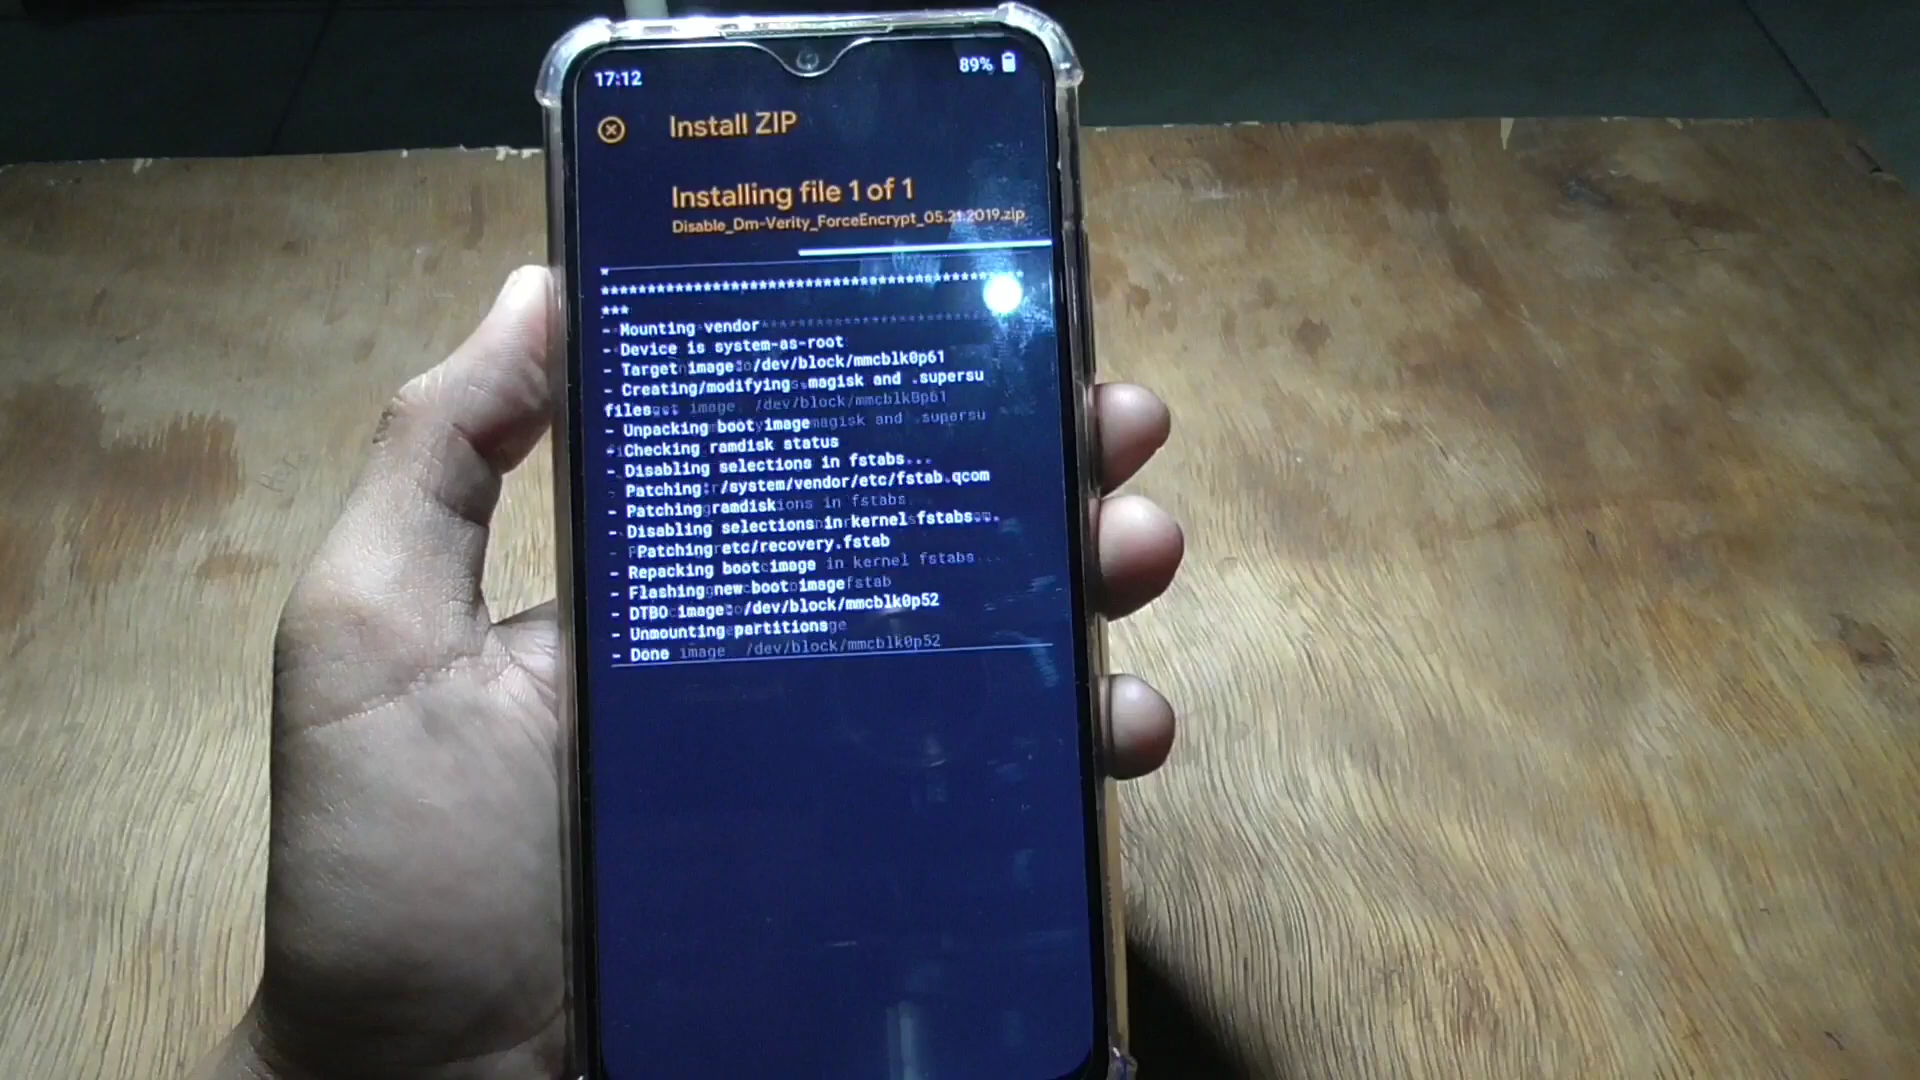 17:12
89%
Install ZIP
Installing file 1 of 1
Disable_Dm-Verity_ForceEncrypt_05.21.2019.zip
*
*********************************************
***
- Mounting vendor
- Device is system-as-root
- Target image: /dev/block/mmcblk0p61
- Creating/modifying .magisk and .supersu
files
- Unpacking boot image
- Checking ramdisk status
- Disabling selections in fstabs...
- Patching: /system/vendor/etc/fstab.qcom
- Patching ramdisk
- Disabling selections in kernel fstabs...
- Patching etc/recovery.fstab
- Repacking boot image
- Flashing new boot image
- DTBO image: /dev/block/mmcblk0p52
- Unmounting partitions
- Done